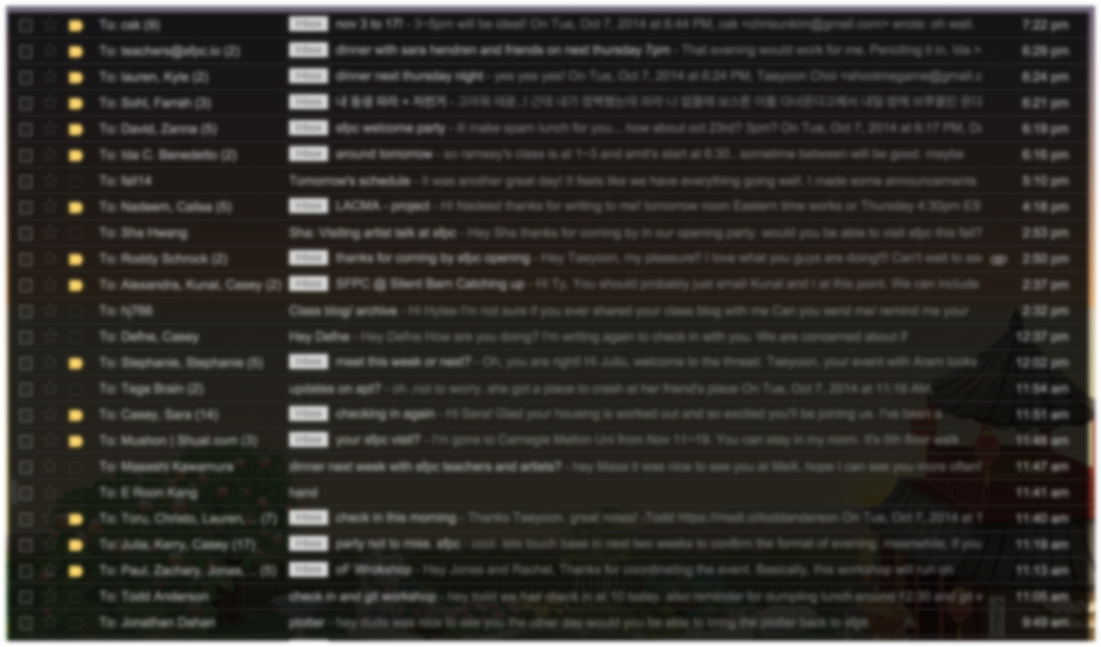 To: csk (9) Inbox nov 3 to 17! - 3~5pm will be ideal! On Tue, Oct 7, 2014 at 6:44 PM, csk wrote: oh wait. 7:22 pm
To: teachers@sfpc.io (2) Inbox dinner with sara hendren and friends on next thursday 7pm - That evening would work for me. Penciling it in. Ida > 6:29 pm
To: lauren, Kyle (2) Inbox dinner next thursday night - yes yes yes! On Tue, Oct 7, 2014 at 6:24 PM, Taeyoon Choi 6:24 pm
To: Sohl, Farrah (3) Inbox 내 동생 파리 + 자전거 - 6:21 pm
To: David, Zanna (5) Inbox sfpc welcome party - ill make spam lunch for you... how about oct 23rd? 3pm? On Tue, Oct 7, 2014 at 6:17 PM, 6:19 pm
To: Ida C. Benedetto (2) Inbox around tomorrow - so ramsey's class is at 1~3 and amit's start at 6:30.. sometime between will be good. maybe 6:16 pm
To: fall14 Tomorrow's schedule - It was another great day! It feels like we have everything going well. I made some announcements 5:10 pm
To: Nadeem, Calisa (5) Inbox LACMA - project - Hi Nadeed thanks for writing to me! tomorrow noon Eastern time works or Thursday 4:30pm ES 4:18 pm
To: Sha Hwang Sha: Visiting artist talk at sfpc - Hey Sha thanks for coming by in our opening party. would you be able to visit sfpc this fall? 2:53 pm
To: Roddy Schrock (2) Inbox thanks for coming by sfpc opening - Hey Taeyoon, my pleasure!! I love what you guys are doing!!! Can't wait to see 2:50 pm
To: Alexandra, Kunal, Casey (2) Inbox SFPC @ Silent Barn Catching up - Hi Ty, You should probably just email Kunal and I at this point. We can include 2:37 pm
To: hj766 Class blog/ archive - Hi Hylee I'm not sure if you ever shared your class blog with me Can you send me/ remind me your 2:32 pm
To: Defne, Casey Hey Defne - Hey Defne How are you doing? I'm writing again to check in with you. We are concerned about if 12:37 pm
To: Stephanie, Stephanie (5) Inbox meet this week or next? - Oh, you are right! Hi Julio, welcome to the thread. Taeyoon, your event with Aram looks 12:02 pm
To: Tega Brain (2) updates on apt? - oh ,not to worry. she got a place to crash at her friend's place On Tue, Oct 7, 2014 at 11:16 AM, 11:54 am
To: Casey, Sara (14) Inbox checking in again - Hi Sara! Glad your housing is worked out and so excited you'll be joining us. I've been a 11:51 am
To: Mushon | Shual.com (3) Inbox your sfpc visit? - I'm gone to Carnegie Mellon Uni from Nov 11~19. You can stay in my room. It's 5th floor walk 11:48 am
To: Masashi Kawamura dinner next week with sfpc teachers and artists? - hey Masa it was nice to see you at MeX. hope I can see you more often! 11:47 am
To: E Roon Kang hand 11:41 am
To: Toru, Christo, Lauren, ... (7) Inbox check in this morning - Thanks Taeyoon, great notes! -Todd On Tue, Oct 7, 2014 at 1 11:40 am
To: Julia, Kerry, Casey (17) Inbox party not to miss. sfpc - cool. lets touch base in next two weeks to confirm the format of evening. meanwhile, if you 11:19 am
To: Paul, Zachary, Jonas, ... (5) Inbox oF Wrokshop - Hey Jonas and Rachel, Thanks for coordinating the event. Basically, this workshop will run on 11:13 am
To: Todd Anderson check in and git workshop - hey todd we had check in at 10 today. also reminder for dumpling lunch around 12:30 and git w 11:05 am
To: Jonathan Dahan plotter - hey dude was nice to see you the other day would you be able to bring the plotter back to sfpc 9:49 am